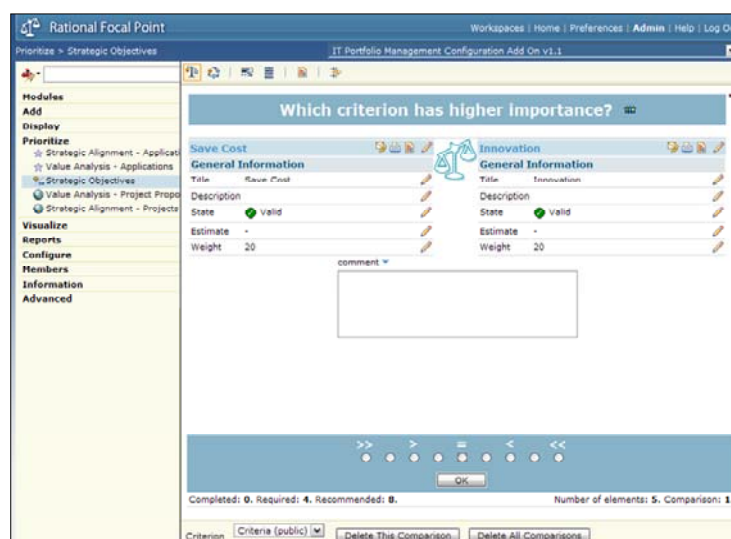 Rational Focal Point
Workspaces | Home | Preferences | Admin | Help | Log O
Prioritize > Strategic Objectives
IT Portfolio Management Configuration Add On v1.1
Modules
Add
Display
Prioritize
Strategic Alignment - Applicati
Value Analysis - Applications
Strategic Objectives
Value Analysis - Project Propo
Strategic Alignment - Projects
Visualize
Reports
Configure
Members
Information
Advanced
Which criterion has higher importance?
Save Cost
General Information
Title Save Cost
Description
State Valid
Estimate -
Weight 20
Innovation
General Information
Title Innovation
Description
State Valid
Estimate -
Weight 20
comment
>> > = < <<
OK
Completed: 0. Required: 4. Recommended: 8.
Number of elements: 5. Comparison: 1
Criterion Criteria (public) Delete This Comparison Delete All Comparisons